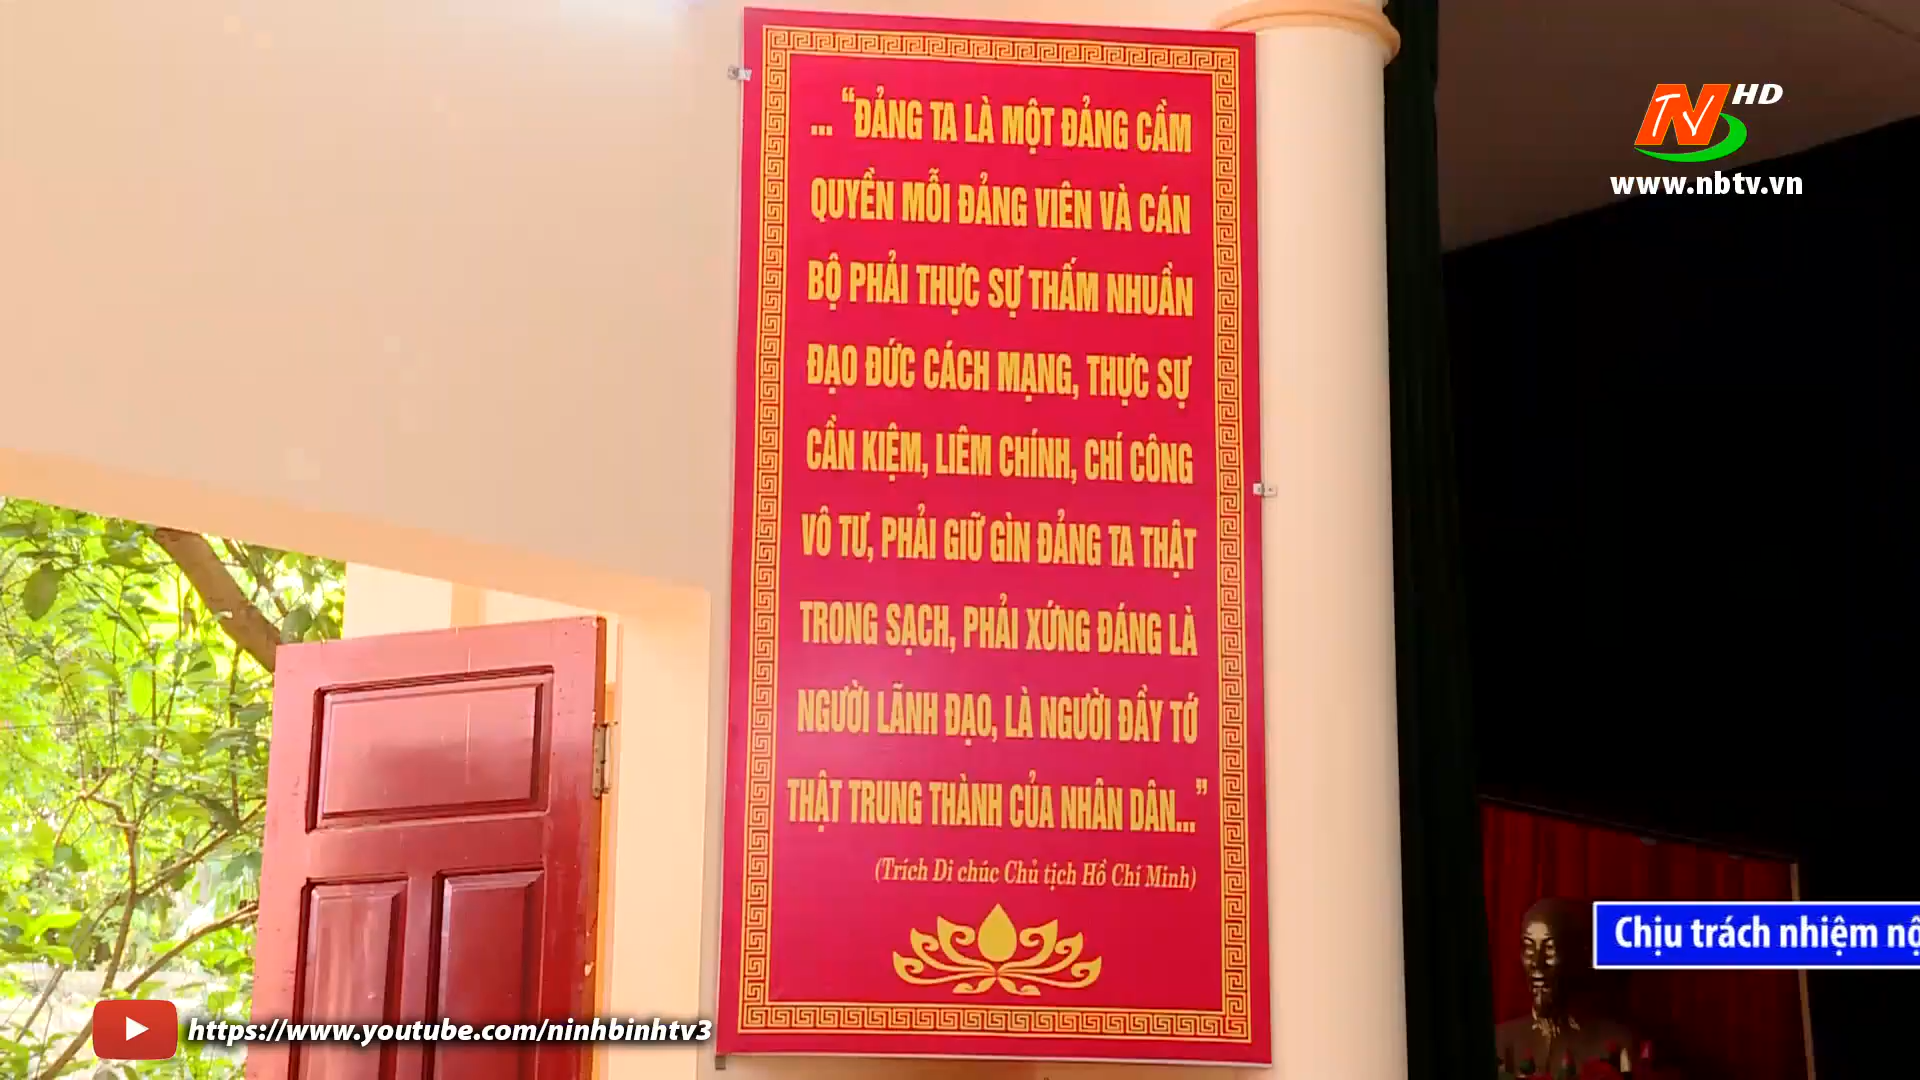 ... “ĐẢNG TA LÀ MỘT ĐẢNG CẦM
QUYỀN MỖI ĐẢNG VIÊN VÀ CÁN
BỘ PHẢI THỰC SỰ THẤM NHUẦN
ĐẠO ĐỨC CÁCH MẠNG, THỰC SỰ
CẦN KIỆM, LIÊM CHÍNH, CHÍ CÔNG
VÔ TƯ, PHẢI GIỮ GÌN ĐẢNG TA THẬT
TRONG SẠCH, PHẢI XỨNG ĐÁNG LÀ
NGƯỜI LÃNH ĐẠO, LÀ NGƯỜI ĐẦY TỚ
THẬT TRUNG THÀNH CỦA NHÂN DÂN...”
(Trích Di chúc Chủ tịch Hồ Chí Minh)
NTV HD
www.nbtv.vn
Chịu trách nhiệm nộ
https://www.youtube.com/ninhbinhtv3